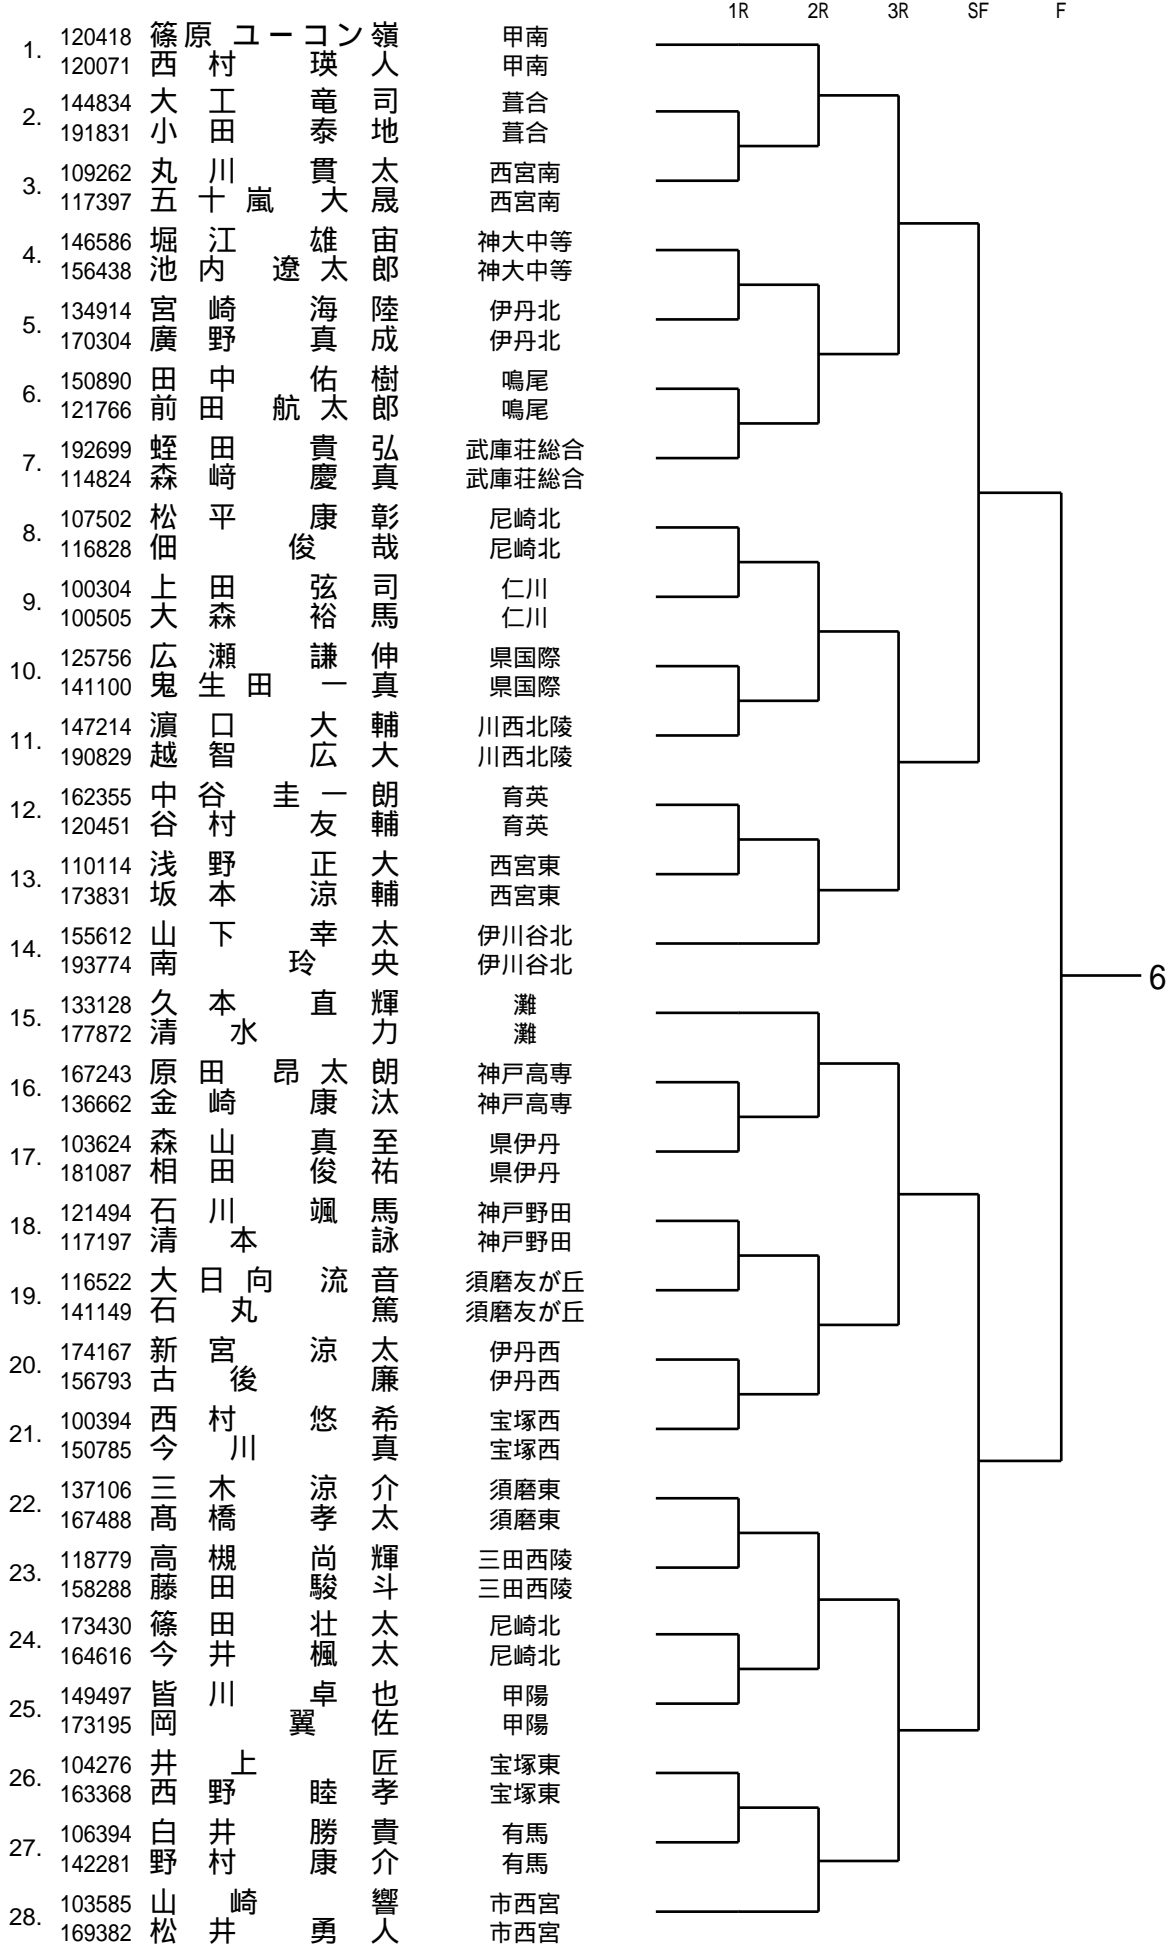 1R 2R 3R SF F
1.
120418 篠原 ユーコン嶺 甲南
120071 西村 瑛人 甲南
2.
144834 大工 竜司 葺合
191831 小田 泰地 葺合
3.
109262 丸川 貫太 西宮南
117397 五十嵐 大晟 西宮南
4.
146586 堀江 雄宙 神大中等
156438 池内 遼太郎 神大中等
5.
134914 宮崎 海陸 伊丹北
170304 廣野 真成 伊丹北
6.
150890 田中 佑樹 鳴尾
121766 前田 航太郎 鳴尾
7.
192699 蛭田 貴弘 武庫荘総合
114824 森﨑 慶真 武庫荘総合
8.
107502 松平 康彰 尼崎北
116828 佃 俊哉 尼崎北
9.
100304 上田 弦司 仁川
100505 大森 裕馬 仁川
10.
125756 広瀬 謙伸 県国際
141100 鬼生田 一真 県国際
11.
147214 濵口 大輔 川西北陵
190829 越智 広大 川西北陵
12.
162355 中谷 圭一朗 育英
120451 谷村 友輔 育英
13.
110114 浅野 正大 西宮東
173831 坂本 涼輔 西宮東
14.
155612 山下 幸太 伊川谷北
193774 南 玲央 伊川谷北
6
15.
133128 久本 直輝 灘
177872 清水 力 灘
16.
167243 原田 昂太朗 神戸高専
136662 金崎 康汰 神戸高専
17.
103624 森山 真至 県伊丹
181087 相田 俊祐 県伊丹
18.
121494 石川 颯馬 神戸野田
117197 清本 詠 神戸野田
19.
116522 大日向 流音 須磨友が丘
141149 石丸 篤 須磨友が丘
20.
174167 新宮 涼太 伊丹西
156793 古後 廉 伊丹西
21.
100394 西村 悠希 宝塚西
150785 今川 真 宝塚西
22.
137106 三木 涼介 須磨東
167488 髙橋 孝太 須磨東
23.
118779 高槻 尚輝 三田西陵
158288 藤田 駿斗 三田西陵
24.
173430 篠田 壮太 尼崎北
164616 今井 楓太 尼崎北
25.
149497 皆川 卓也 甲陽
173195 岡 翼佐 甲陽
26.
104276 井上 匠 宝塚東
163368 西野 睦孝 宝塚東
27.
106394 白井 勝貴 有馬
142281 野村 康介 有馬
28.
103585 山崎 響 市西宮
169382 松井 勇人 市西宮